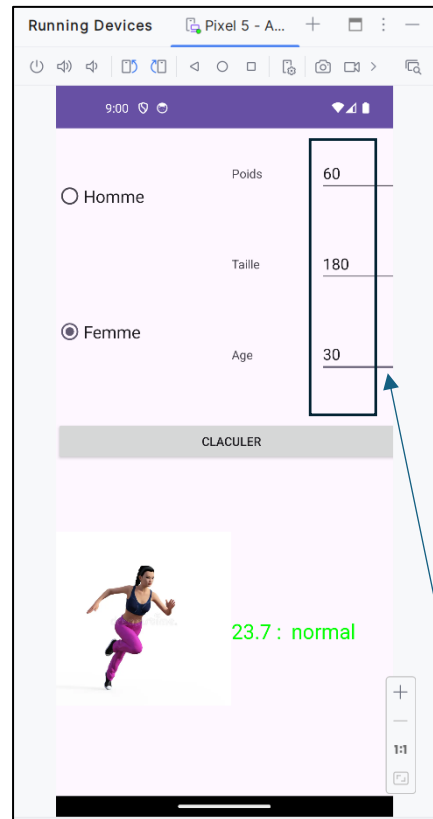 Running Devices Pixel 5 - A...
9:00
Poids 60
Homme
Taille 180
Femme
Age 30
CLACULER
23.7 : normal
1:1